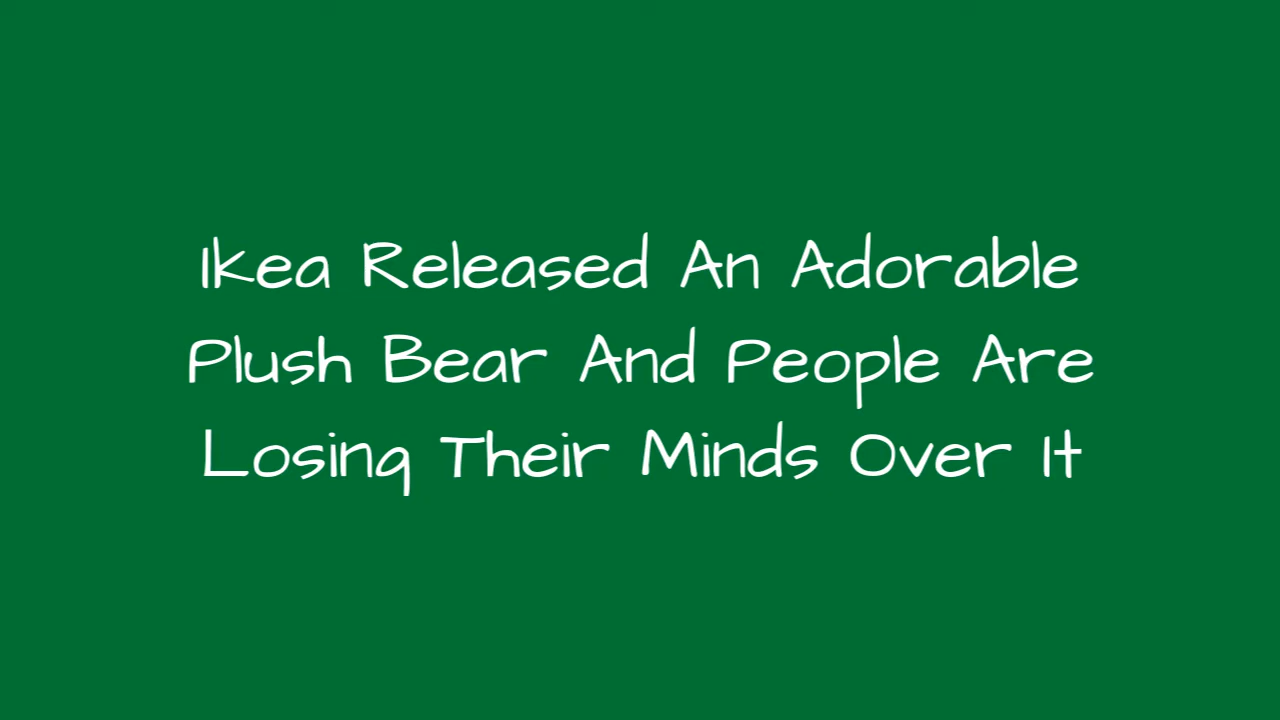 Ikea Released An Adorable
Plush Bear And People Are
Losing Their Minds Over It